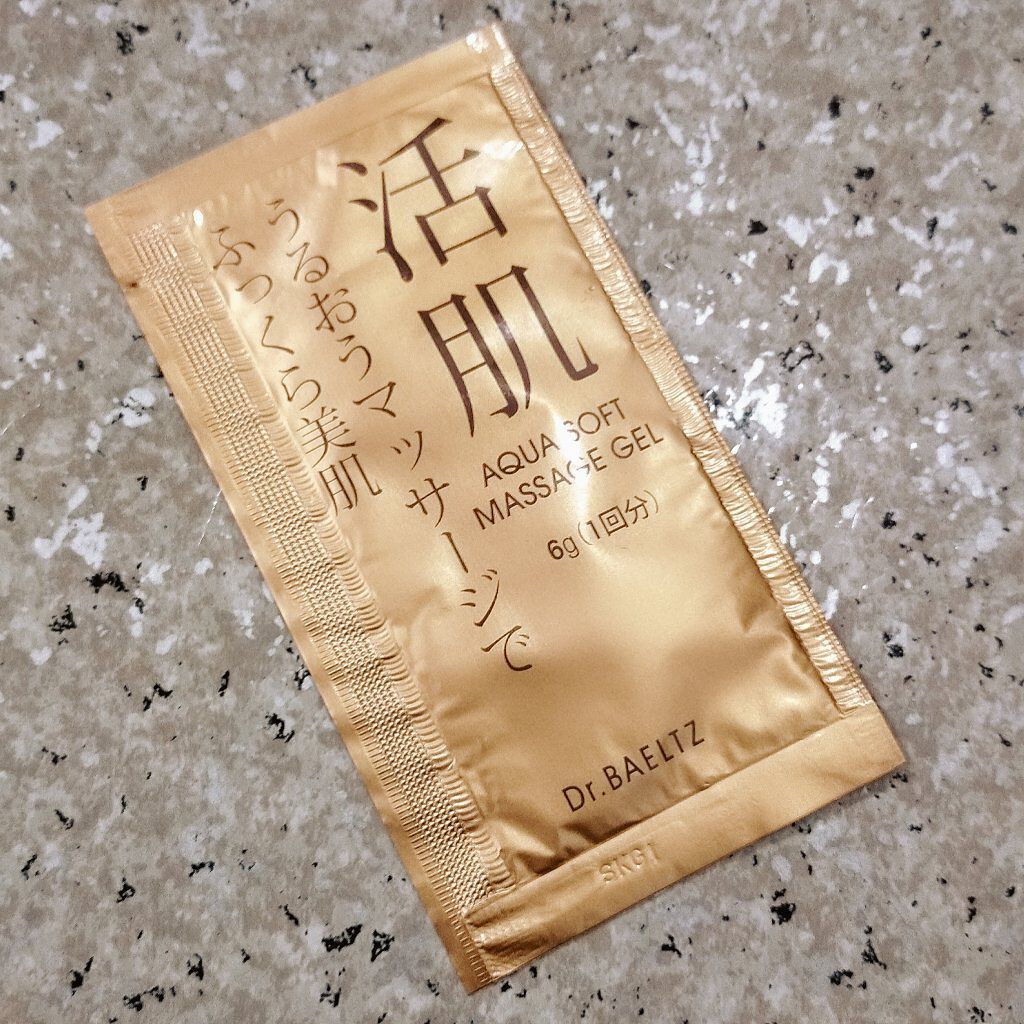 活肌
うるおうマッサージで
ふっくら美肌
AQUA SOFT
MASSAGE GEL
6g(1回分)
Dr.BAELTZ
SKG1